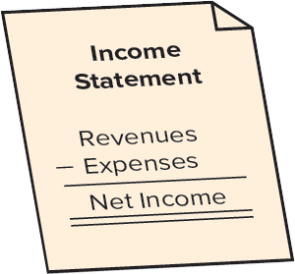 Income
Statement
Revenues
– Expenses
Net Income